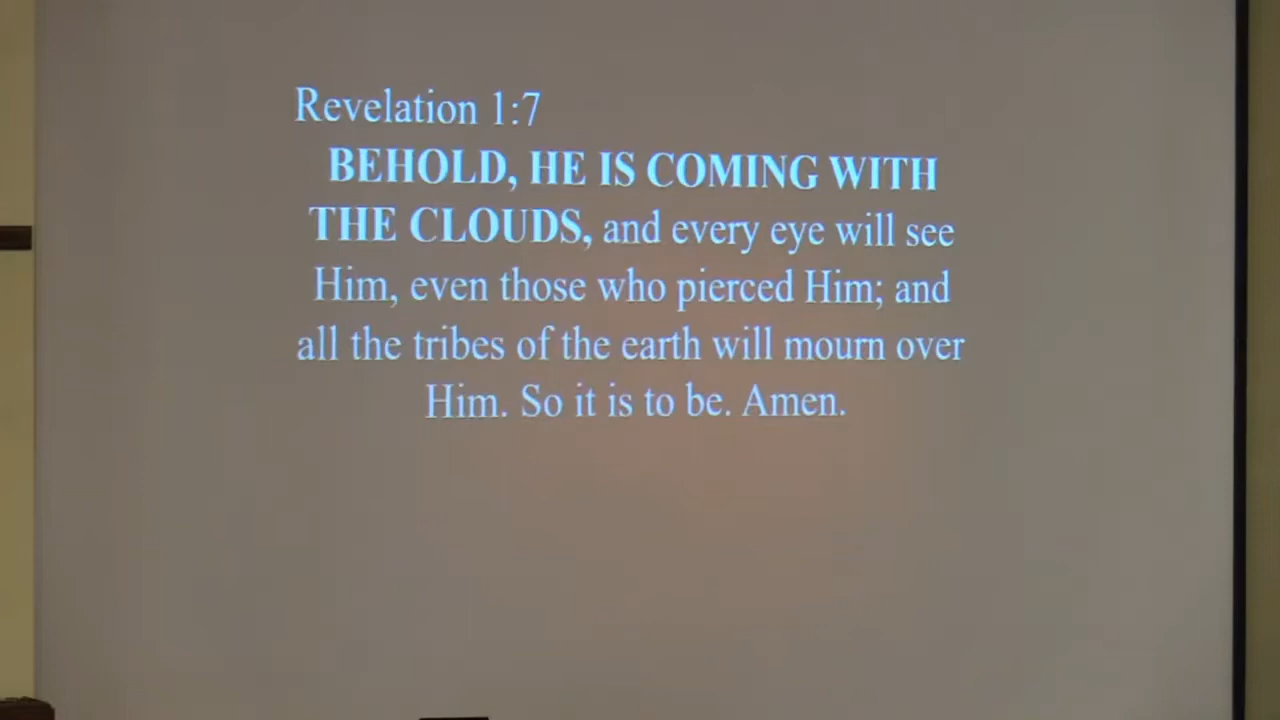 Revelation 1:7
BEHOLD, HE IS COMING WITH
THE CLOUDS, and every eye will see
Him, even those who pierced Him; and
all the tribes of the earth will mourn over
Him. So it is to be. Amen.